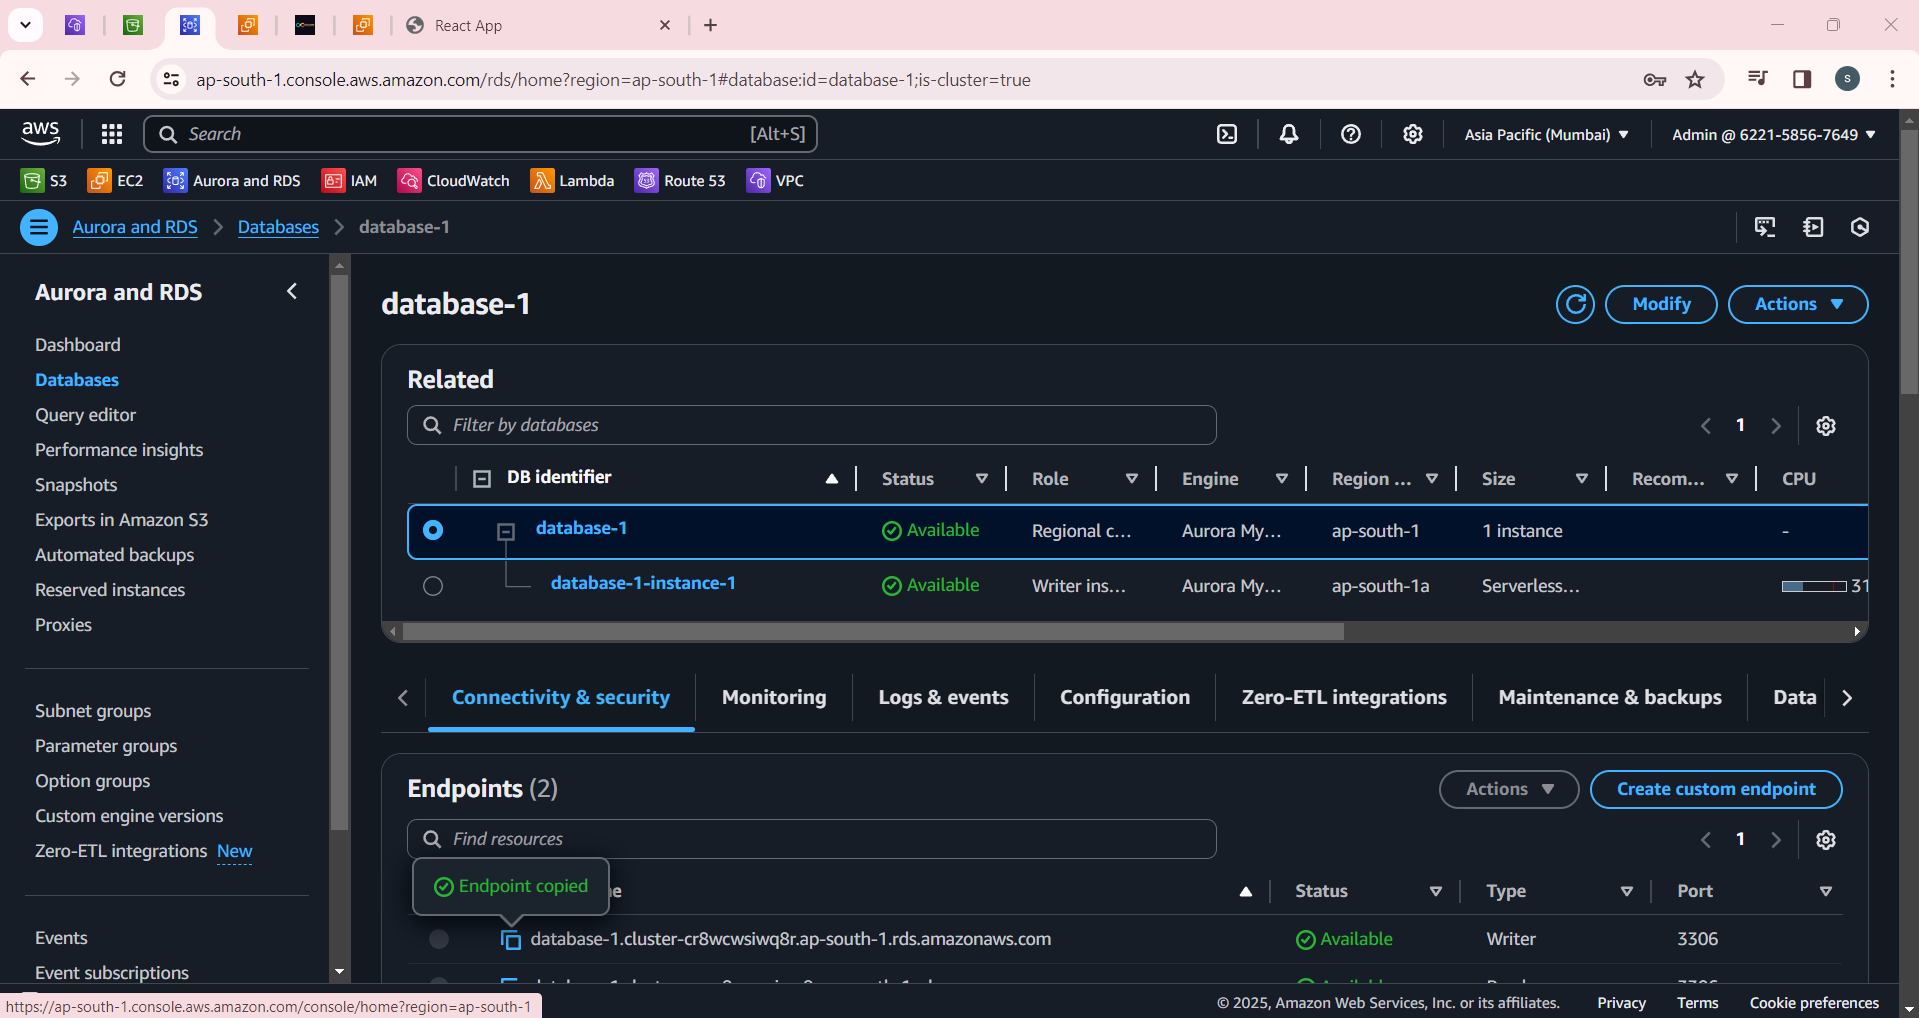 React App
ap-south-1.console.aws.amazon.com/rds/home?region=ap-south-1#database:id=database-1;is-cluster=true
S
aws
Search [Alt+S]
Asia Pacific (Mumbai)
Admin @ 6221-5856-7649
S3 EC2 Aurora and RDS IAM CloudWatch Lambda Route 53 VPC
Aurora and RDS > Databases > database-1
Aurora and RDS
Dashboard
Databases
Query editor
Performance insights
Snapshots
Exports in Amazon S3
Automated backups
Reserved instances
Proxies
Subnet groups
Parameter groups
Option groups
Custom engine versions
Zero-ETL integrations New
Events
Event subscriptions
database-1
Modify
Actions
Related
Filter by databases
1
DB identifier Status Role Engine Region ... Size Recom... CPU
database-1 Available Regional c... Aurora My... ap-south-1 1 instance -
database-1-instance-1 Available Writer ins... Aurora My... ap-south-1a Serverless... 31
Connectivity & security Monitoring Logs & events Configuration Zero-ETL integrations Maintenance & backups Data
Endpoints (2)
Actions
Create custom endpoint
Find resources
1
Endpoint copied
Status Type Port
database-1.cluster-cr8wcwsiwq8r.ap-south-1.rds.amazonaws.com Available Writer 3306
https://ap-south-1.console.aws.amazon.com/console/home?region=ap-south-1
© 2025, Amazon Web Services, Inc. or its affiliates. Privacy Terms Cookie preferences